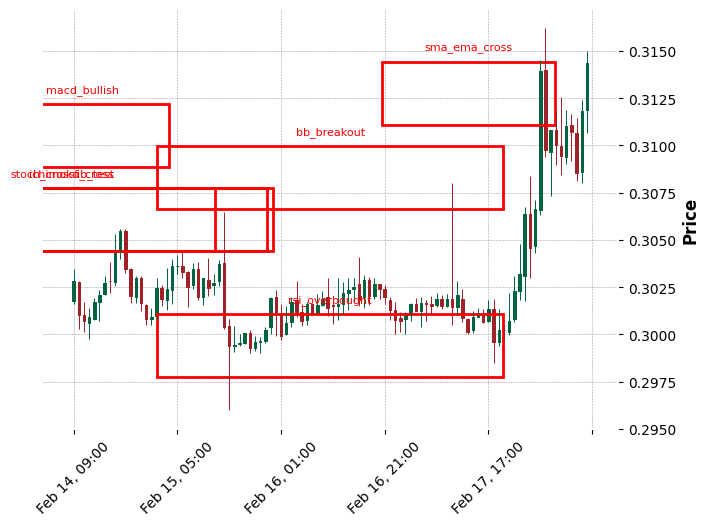 sma_ema_cross
0.3150
macd_bullish
0.3125
bb_breakout
0.3100
0.3075
0.3050
Price
0.3025
0.3000
0.2975
0.2950
Feb 14, 09:00
Feb 15, 05:00
Feb 16, 01:00
Feb 16, 21:00
Feb 17, 17:00